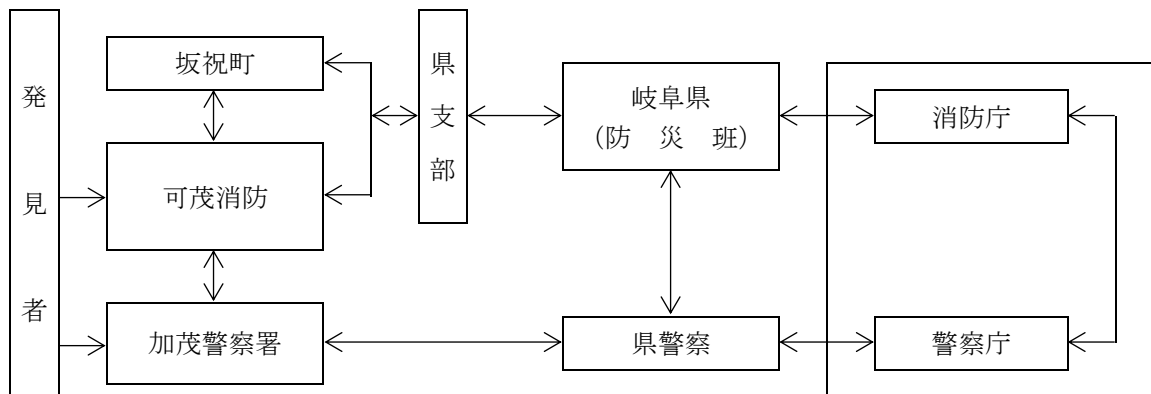 発見者
坂祝町
可茂消防
加茂警察署
県支部
岐阜県
(防 災 班)
県警察
消防庁
警察庁